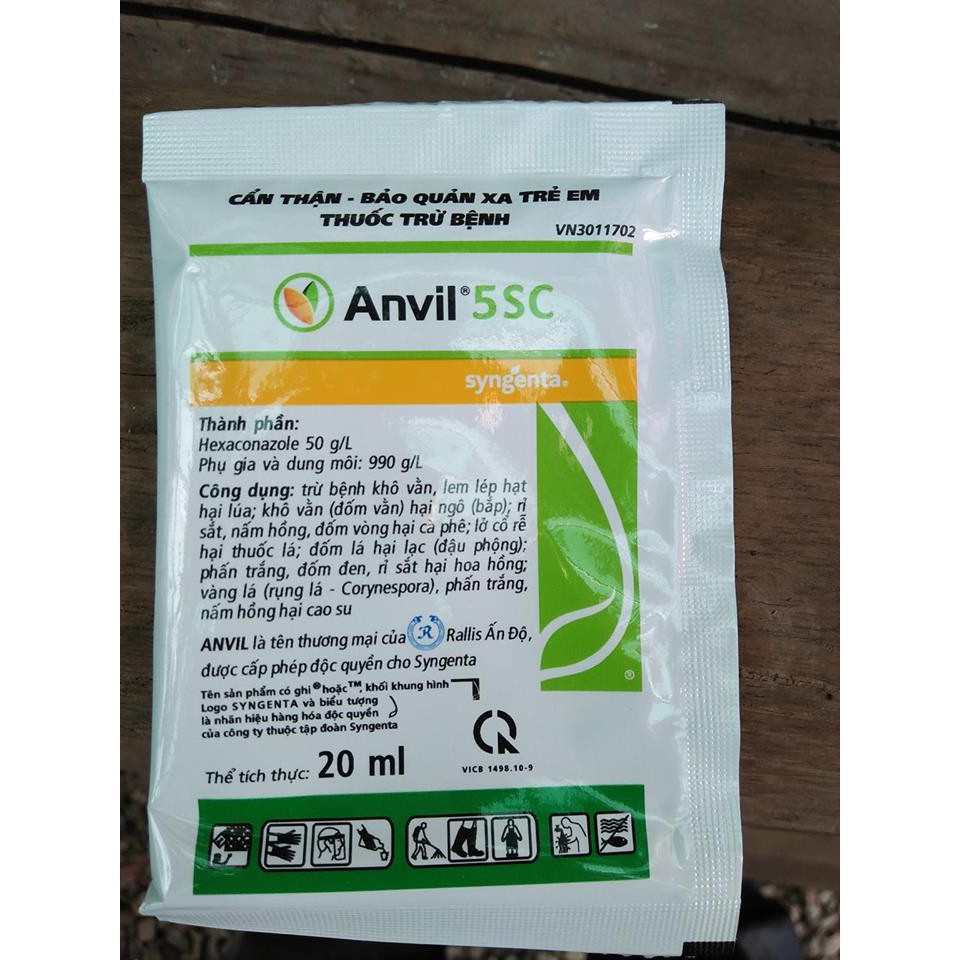 CẨN THẬN - BẢO QUẢN XA TRẺ EM
THUỐC TRỪ BỆNH
VN3011702
Anvil® 5SC
syngenta®
Thành phần:
Hexaconazole 50 g/L
Phụ gia và dung môi: 990 g/L
Công dụng: trừ bệnh khô vằn, lem lép hạt
hại lúa; khô vằn (đốm vằn) hại ngô (bắp); rỉ
sắt, nấm hồng, đốm vòng hại cà phê; lở cổ rễ
hại thuốc lá; đốm lá hại lạc (đậu phộng);
phấn trắng, đốm đen, rỉ sắt hại hoa hồng;
vàng lá (rụng lá - Corynespora), phấn trắng,
nấm hồng hại cao su
ANVIL là tên thương mại của R Rallis Ấn Độ,
được cấp phép độc quyền cho Syngenta
®
Tên sản phẩm có ghi ® hoặc ™, khối khung hình
Logo SYNGENTA và biểu tượng
là nhãn hiệu hàng hóa độc quyền
của công ty thuộc tập đoàn Syngenta
VICB 1498.10-9
Thể tích thực: 20 ml